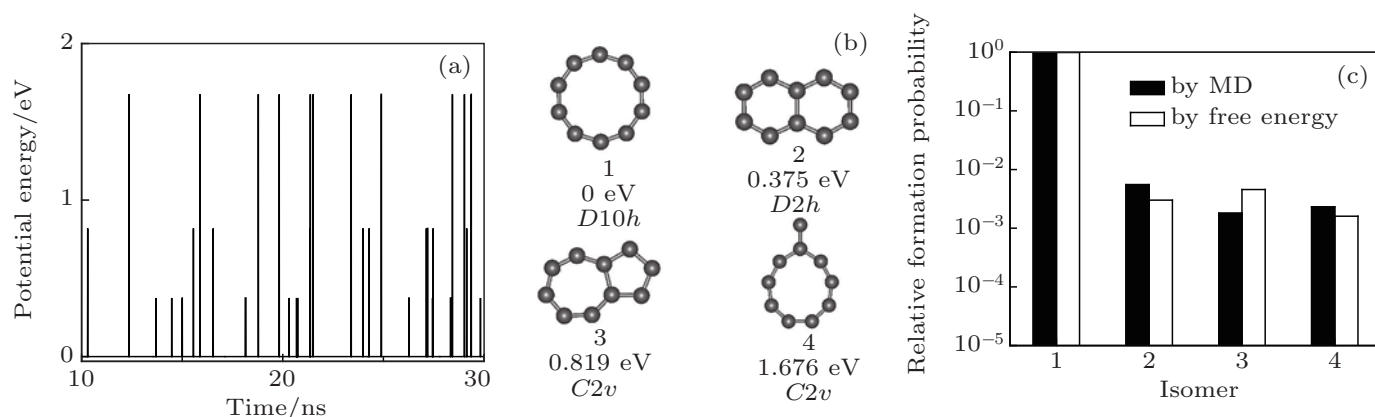 Potential energy/eV
2
1
0
(a)
10
20
30
Time/ns
(b)
1
0 eV
D10h
2
0.375 eV
D2h
3
0.819 eV
C2v
4
1.676 eV
C2v
Relative formation probability
10⁰
10⁻¹
10⁻²
10⁻³
10⁻⁴
10⁻⁵
(c)
by MD
by free energy
1 2 3 4
Isomer